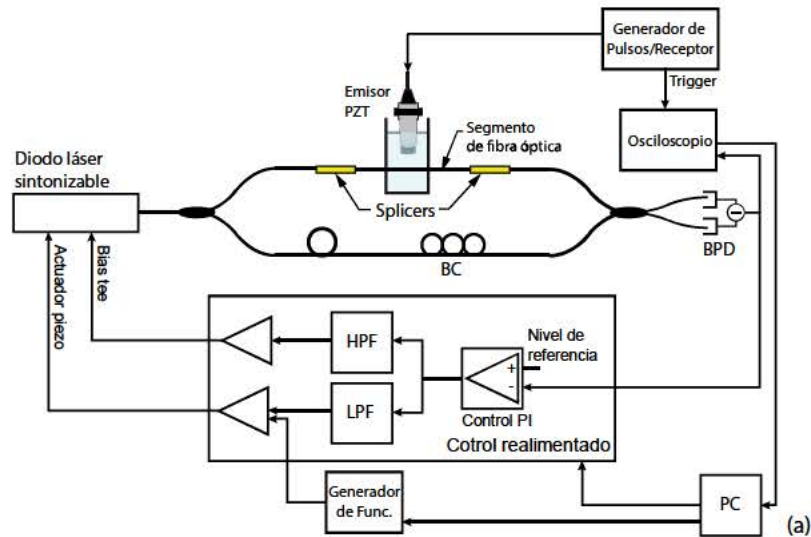 Generador de
Pulsos/Receptor
Trigger
Emisor
PZT
Segmento
de fibra óptica
Osciloscopio
Diodo láser
sintonizable
Splicers
BPD
BC
Actuador piezo
Bias tee
HPF
LPF
Nivel de
referencia
+
-
Control PI
Cotrol realimentado
Generador
de Func.
PC
(a)